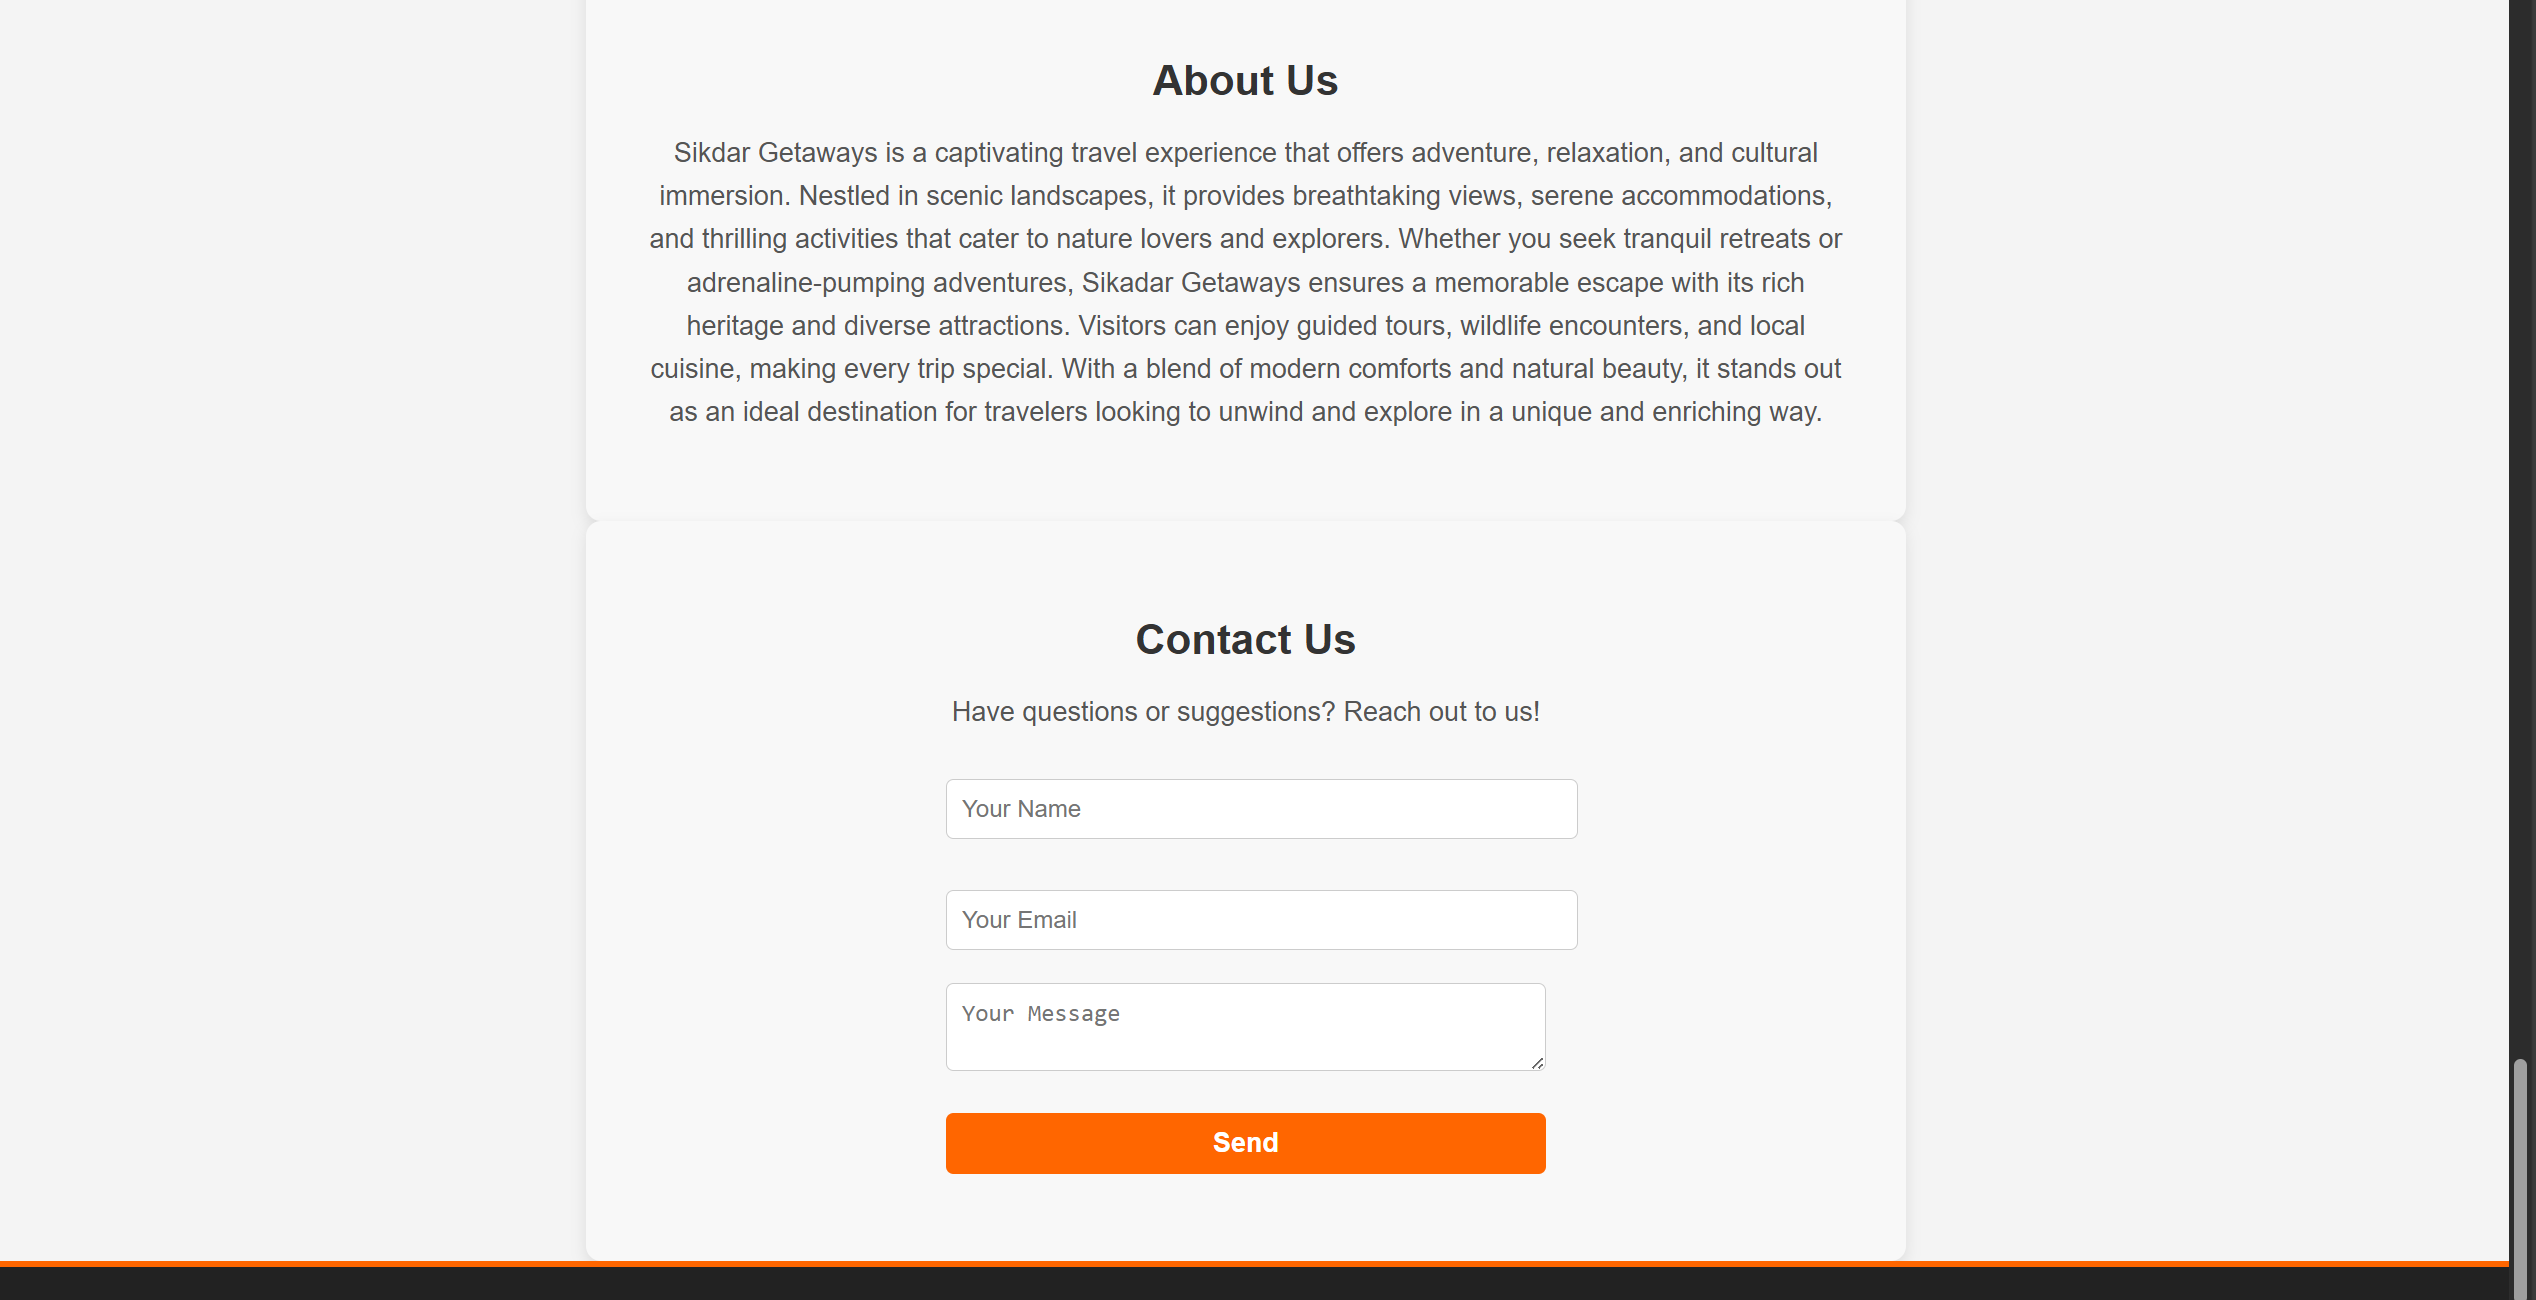 About Us
Sikdar Getaways is a captivating travel experience that offers adventure, relaxation, and cultural
immersion. Nestled in scenic landscapes, it provides breathtaking views, serene accommodations,
and thrilling activities that cater to nature lovers and explorers. Whether you seek tranquil retreats or
adrenaline-pumping adventures, Sikadar Getaways ensures a memorable escape with its rich
heritage and diverse attractions. Visitors can enjoy guided tours, wildlife encounters, and local
cuisine, making every trip special. With a blend of modern comforts and natural beauty, it stands out
as an ideal destination for travelers looking to unwind and explore in a unique and enriching way.
Contact Us
Have questions or suggestions? Reach out to us!
Your Name
Your Email
Your Message
Send